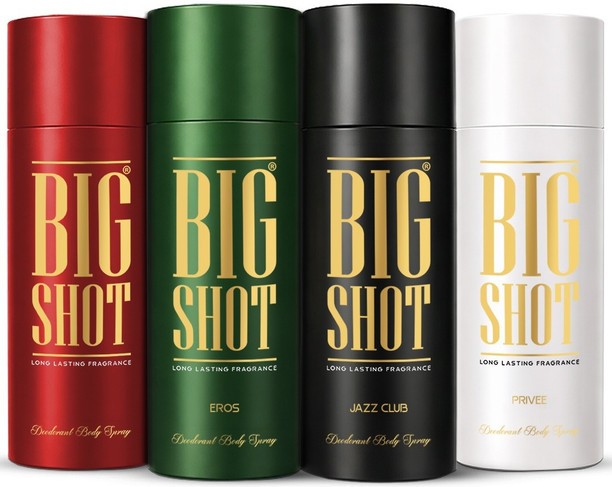 BIG®
SHOT
LONG LASTING FRAGRANCE
Deodorant Body Spray
BIG®
SHOT
LONG LASTING FRAGRANCE
EROS
Deodorant Body Spray
BIG®
SHOT
LONG LASTING FRAGRANCE
JAZZ CLUB
Deodorant Body Spray
BIG®
SHOT
LONG LASTING FRAGRANCE
PRIVEE
Deodorant Body Spray